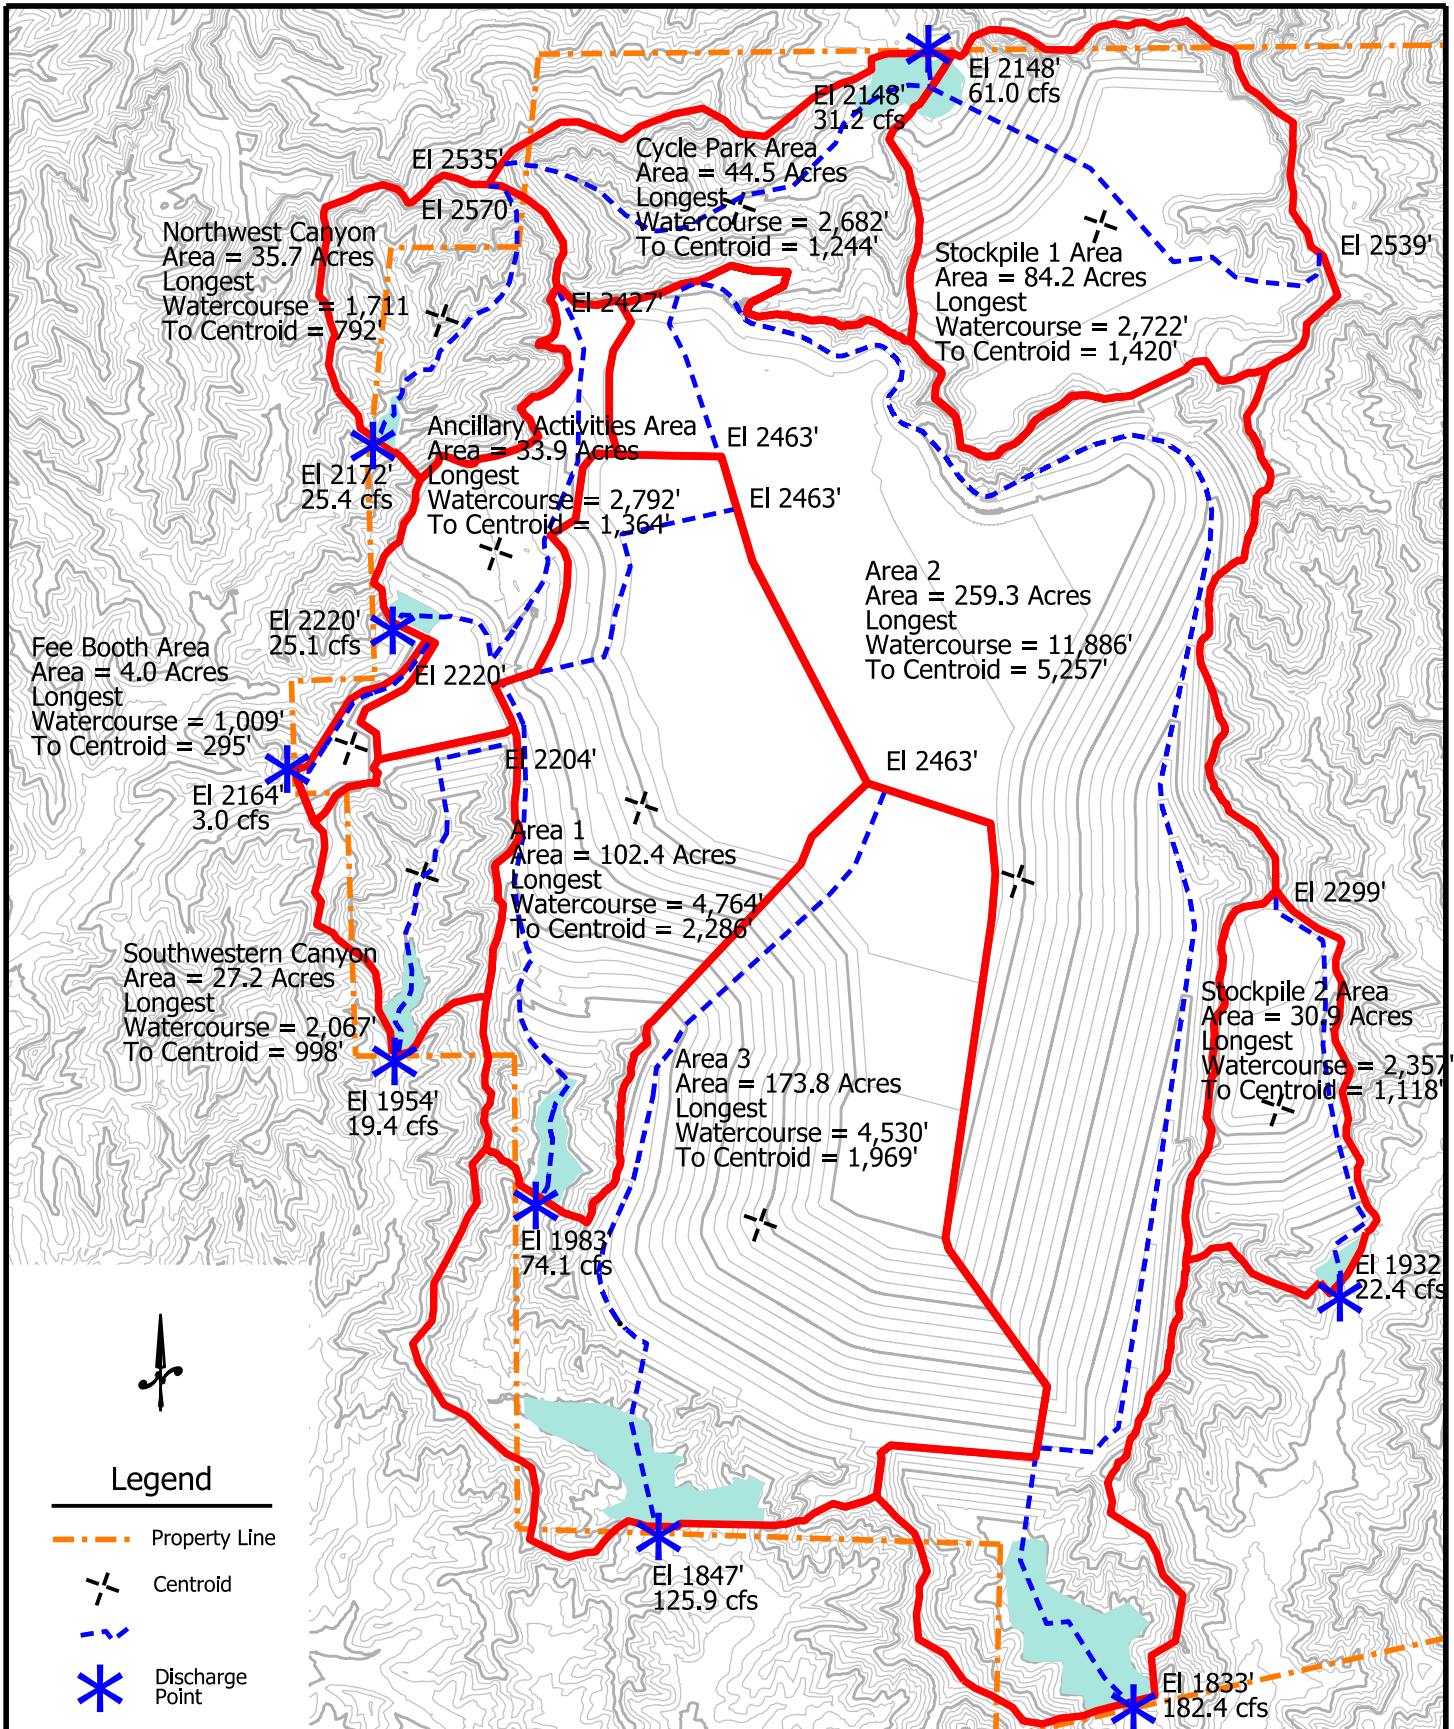 El 2148'
61.0 cfs
El 2148'
31.2 cfs
Cycle Park Area
Area = 44.5 Acres
Longest
Watercourse = 2,682'
To Centroid = 1,244'
El 2535'
El 2570'
Northwest Canyon
Area = 35.7 Acres
Longest
Watercourse = 1,711
To Centroid = 792'
Stockpile 1 Area
Area = 84.2 Acres
Longest
Watercourse = 2,722'
To Centroid = 1,420'
El 2539'
El 2427'
Ancillary Activities Area
Area = 33.9 Acres
Longest
Watercourse = 2,792'
To Centroid = 1,364'
El 2463'
El 2172'
25.4 cfs
El 2463'
Area 2
Area = 259.3 Acres
Longest
Watercourse = 11,886'
To Centroid = 5,257'
El 2220'
25.1 cfs
Fee Booth Area
Area = 4.0 Acres
Longest
Watercourse = 1,009'
To Centroid = 295'
El 2220'
El 2204'
El 2463'
El 2164'
3.0 cfs
Area 1
Area = 102.4 Acres
Longest
Watercourse = 4,764'
To Centroid = 2,286'
El 2299'
Southwestern Canyon
Area = 27.2 Acres
Longest
Watercourse = 2,067'
To Centroid = 998'
Stockpile 2 Area
Area = 30.9 Acres
Longest
Watercourse = 2,357'
To Centroid = 1,118'
Area 3
Area = 173.8 Acres
Longest
Watercourse = 4,530'
To Centroid = 1,969'
El 1954'
19.4 cfs
El 1983'
74.1 cfs
El 1932
22.4 cfs
Legend
Property Line
Centroid
Discharge
Point
El 1847'
125.9 cfs
El 1833'
182.4 cfs